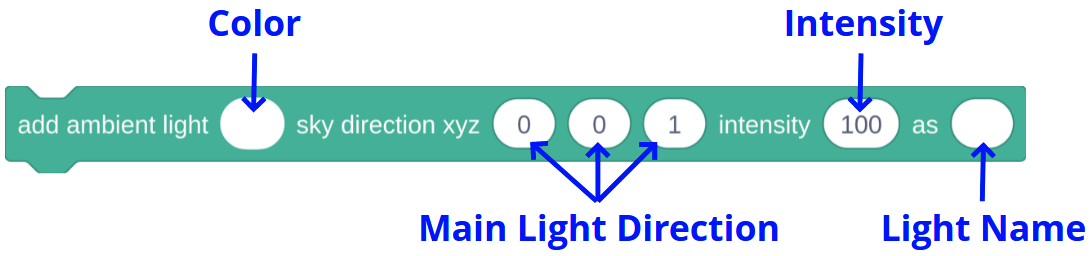 Color Intensity
add ambient light sky direction xyz 0 0 1 intensity 100 as
Main Light Direction Light Name